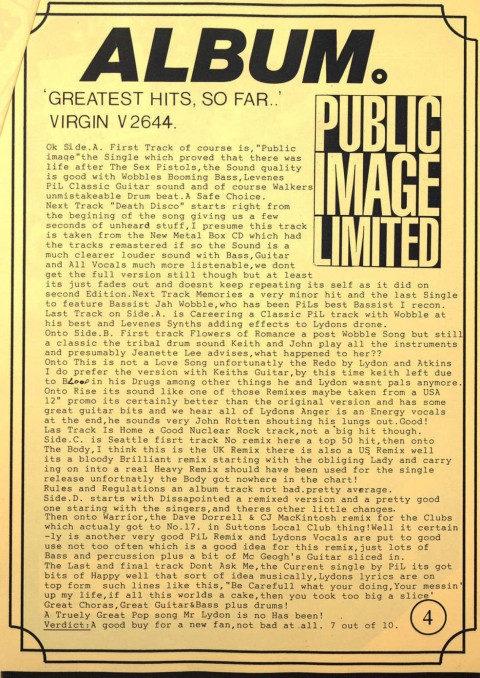 ALBUM.
'GREATEST HITS, SO FAR..'
VIRGIN V2644.
PUBLIC
IMAGE
LIMITED
Ok Side.A. First Track of course is,"Public
image"the Single which proved that there was
life after The Sex Pistols,the Sound quality
is good with Wobbles Booming Bass,Levenes
PiL Classic Guitar sound and of course Walkers
unmistakeable Drum beat.A Safe Choice.
Next Track "Death Disco" starts right from
the begining of the song giving us a few
seconds of unheard stuff,I presume this track
is taken from the New Metal Box CD which had
the tracks remastered if so the Sound is a
much clearer louder sound with Bass,Guitar
and All Vocals much more listenable,we dont
get the full version still though but at least
its just fades out and doesnt keep repeating its self as it did on
second Edition.Next Track Memories a very minor hit and the last Single
to feature Bassist Jah Wobble,who has been PiLs best Bassist I recon.
Last Track on Side.A. is Careering a Classic PiL track with Wobble at
his best and Levenes Synths adding effects to Lydons drone.
Onto Side.B. First track Flowers of Romance a post Wobble Song but still
a classic the tribal drum sound Keith and John play all the instruments
and presumably Jeanette Lee advises,what happened to her??
Onto This is not a Love Song unfortunatly the Redo by Lydon and Atkins
I do prefer the version with Keiths Guitar,by this time keith left due
to in his Drugs among other things he and Lydon wasnt pals anymore.
Onto Rise its sound like one of those Remixes maybe taken from a USA
12" promo its certainly better than the original version and has some
great guitar bits and we hear all of Lydons Anger is an Energy vocals
at the end,he sounds very John Rotten shouting his lungs out.Good!
Las Track Is Home a Good Nuclear Rock track,not a big hit though.
Side.C. is Seattle fisrt track No remix here a top 50 hit,then onto
The Body,I think this is the UK Remix there is also a US Remix well
its a bloody Brilliant remix starting with the obliging Lady and carry
ing on into a real Heavy Remix should have been used for the single
release unfortnatly the Body got nowhere in the chart!
Rules and Regulations an album track not bad.pretty average.
Side.D. starts with Dissapointed a remixed version and a pretty good
one staring with the singers,and theres other little changes.
Then onto Warrior,the Dave Dorrell & CJ MacKintosh remix for the Clubs
which actualy got to No.17. in Suttons Local Club thing!Well it certain
-ly is another very good PiL Remix and Lydons Vocals are put to good
use not too often which is a good idea for this remix,just lots of
Bass and percussion plus a bit of Mc Geogh's Guitar sliced in.
The Last and final track Dont Ask Me,the Current single by PiL its got
bits of Happy well that sort of idea musically,Lydons lyrics are on
top form such lines like this,"Be Carefull what your doing,Your messin'
up my life,if all this worlds a cake,then you took too big a slice'
Great Choras,Great Guitar&Bass plus drums!
A Truely Great Pop song Mr Lydon is no Has been!
Verdict:A good buy for a new fan,not bad at all. 7 out of 10.
4